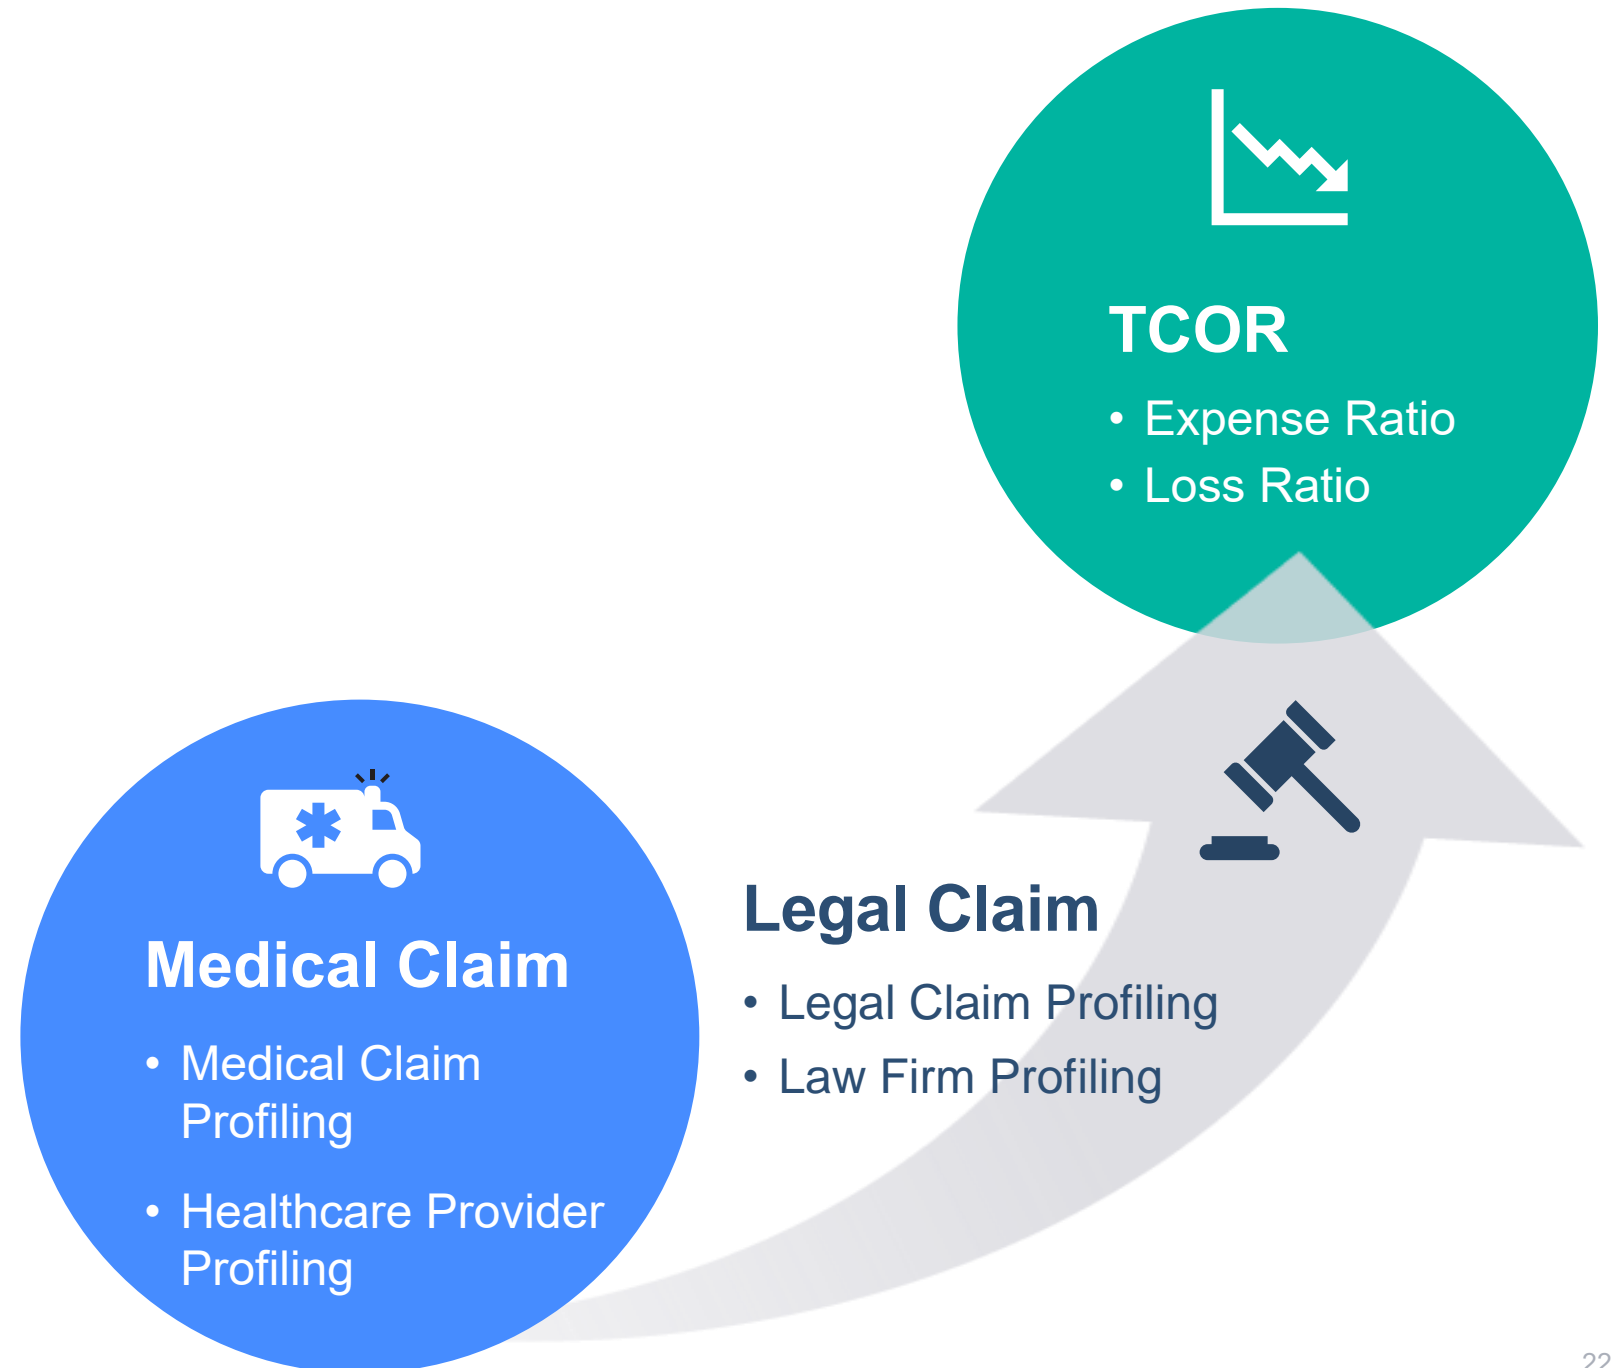 TCOR
• Expense Ratio
• Loss Ratio
Legal Claim
• Legal Claim Profiling
• Law Firm Profiling
Medical Claim
• Medical Claim
Profiling
• Healthcare Provider
Profiling
22